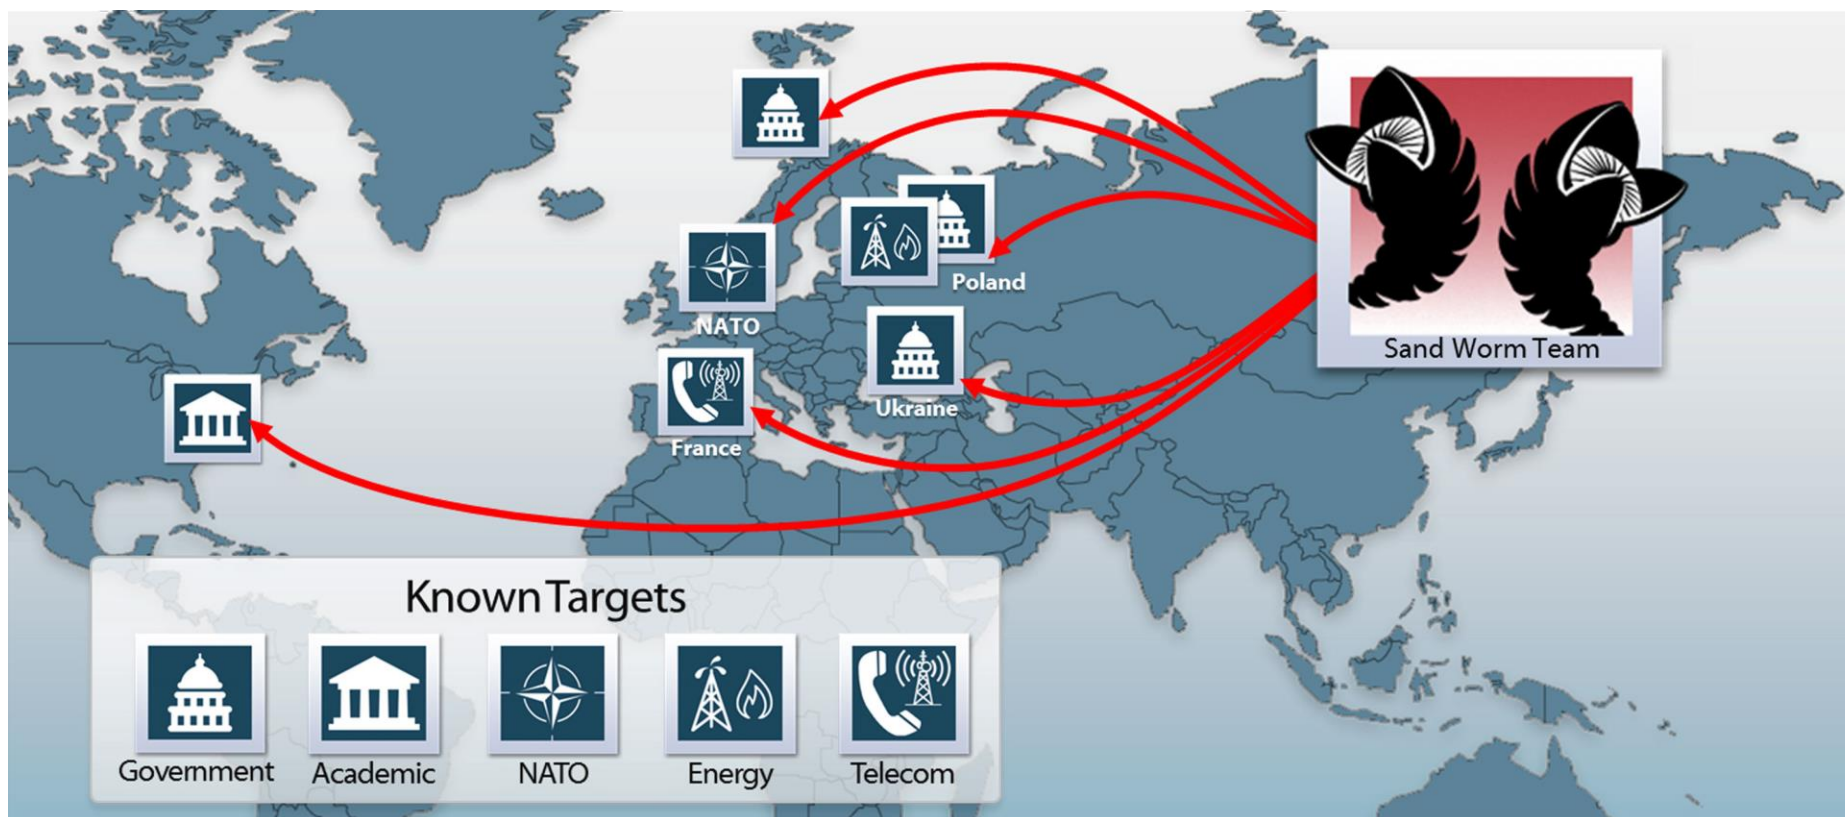 Sand Worm Team
Poland
NATO
Ukraine
France
Known Targets
Government
Academic
NATO
Energy
Telecom